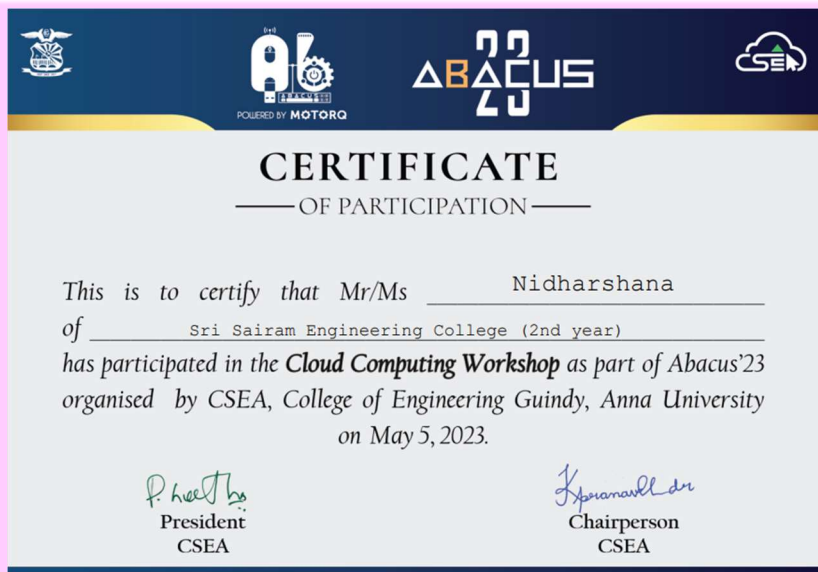 ABACUS
POWERED BY MOTORQ
23
ABACUS
23
CSEA
CERTIFICATE
OF PARTICIPATION
This is to certify that Mr/Ms Nidharshana
of Sri Sairam Engineering College (2nd year)
has participated in the Cloud Computing Workshop as part of Abacus'23
organised by CSEA, College of Engineering Guindy, Anna University
on May 5, 2023.
President Chairperson
CSEA CSEA